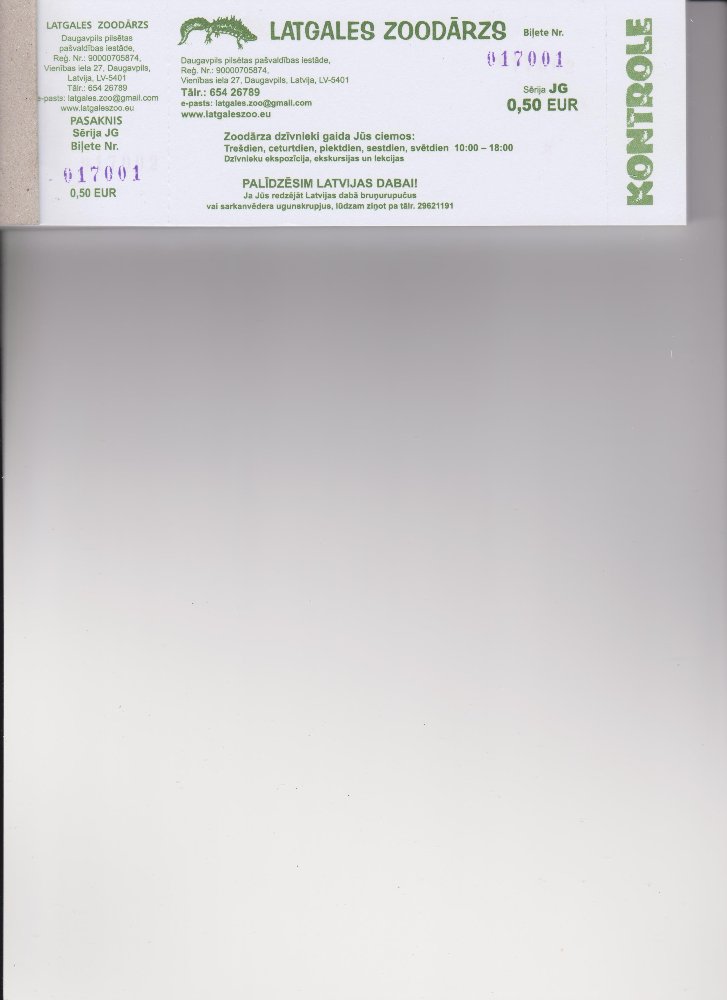 LATGALES ZOODĀRZS
Daugavpils pilsētas
pašvaldības iestāde,
Reģ. Nr.: 90000705874,
Vienības iela 27, Daugavpils,
Latvija, LV-5401
Tālr.: 654 26789
e-pasts: latgales.zoo@gmail.com
www.latgaleszoo.eu
PASAKNIS
Sērija JG
Biļete Nr.
017001
0,50 EUR
LATGALES ZOODĀRZS
Biļete Nr.
017001
Daugavpils pilsētas pašvaldības iestāde,
Reģ. Nr.: 90000705874,
Vienības iela 27, Daugavpils, Latvija, LV-5401
Tālr.: 654 26789
e-pasts: latgales.zoo@gmail.com
www.latgaleszoo.eu
Sērija JG
0,50 EUR
Zoodārza dzīvnieki gaida Jūs ciemos:
Trešdien, ceturtdien, piektdien, sestdien, svētdien 10:00 – 18:00
Dzīvnieku ekspozīcija, ekskursijas un lekcijas
PALĪDZĒSIM LATVIJAS DABAI!
Ja Jūs redzējāt Latvijas dabā bruņurupučus
vai sarkanvēdera ugunskrupjus, lūdzam ziņot pa tālr. 29621191
KONTROLE